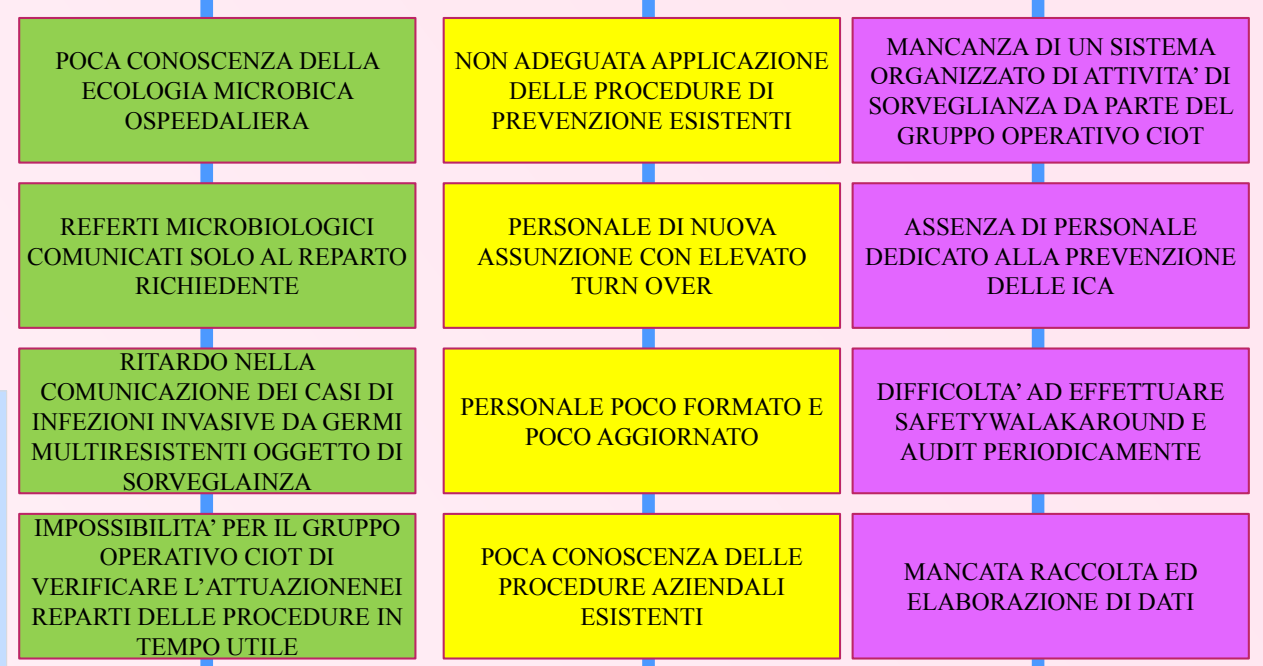 POCA CONOSCENZA DELLA
ECOLOGIA MICROBICA
OSPEEDALIERA
NON ADEGUATA APPLICAZIONE
DELLE PROCEDURE DI
PREVENZIONE ESISTENTI
MANCANZA DI UN SISTEMA
ORGANIZZATO DI ATTIVITA’ DI
SORVEGLIANZA DA PARTE DEL
GRUPPO OPERATIVO CIOT
REFERTI MICROBIOLOGICI
COMUNICATI SOLO AL REPARTO
RICHIEDENTE
PERSONALE DI NUOVA
ASSUNZIONE CON ELEVATO
TURN OVER
ASSENZA DI PERSONALE
DEDICATO ALLA PREVENZIONE
DELLE ICA
RITARDO NELLA
COMUNICAZIONE DEI CASI DI
INFEZIONI INVASIVE DA GERMI
MULTIRESISTENTI OGGETTO DI
SORVEGLAINZA
PERSONALE POCO FORMATO E
POCO AGGIORNATO
DIFFICOLTA’ AD EFFETTUARE
SAFETYWALAKAROUND E
AUDIT PERIODICAMENTE
IMPOSSIBILITA’ PER IL GRUPPO
OPERATIVO CIOT DI
VERIFICARE L’ATTUAZIONENEI
REPARTI DELLE PROCEDURE IN
TEMPO UTILE
POCA CONOSCENZA DELLE
PROCEDURE AZIENDALI
ESISTENTI
MANCATA RACCOLTA ED
ELABORAZIONE DI DATI